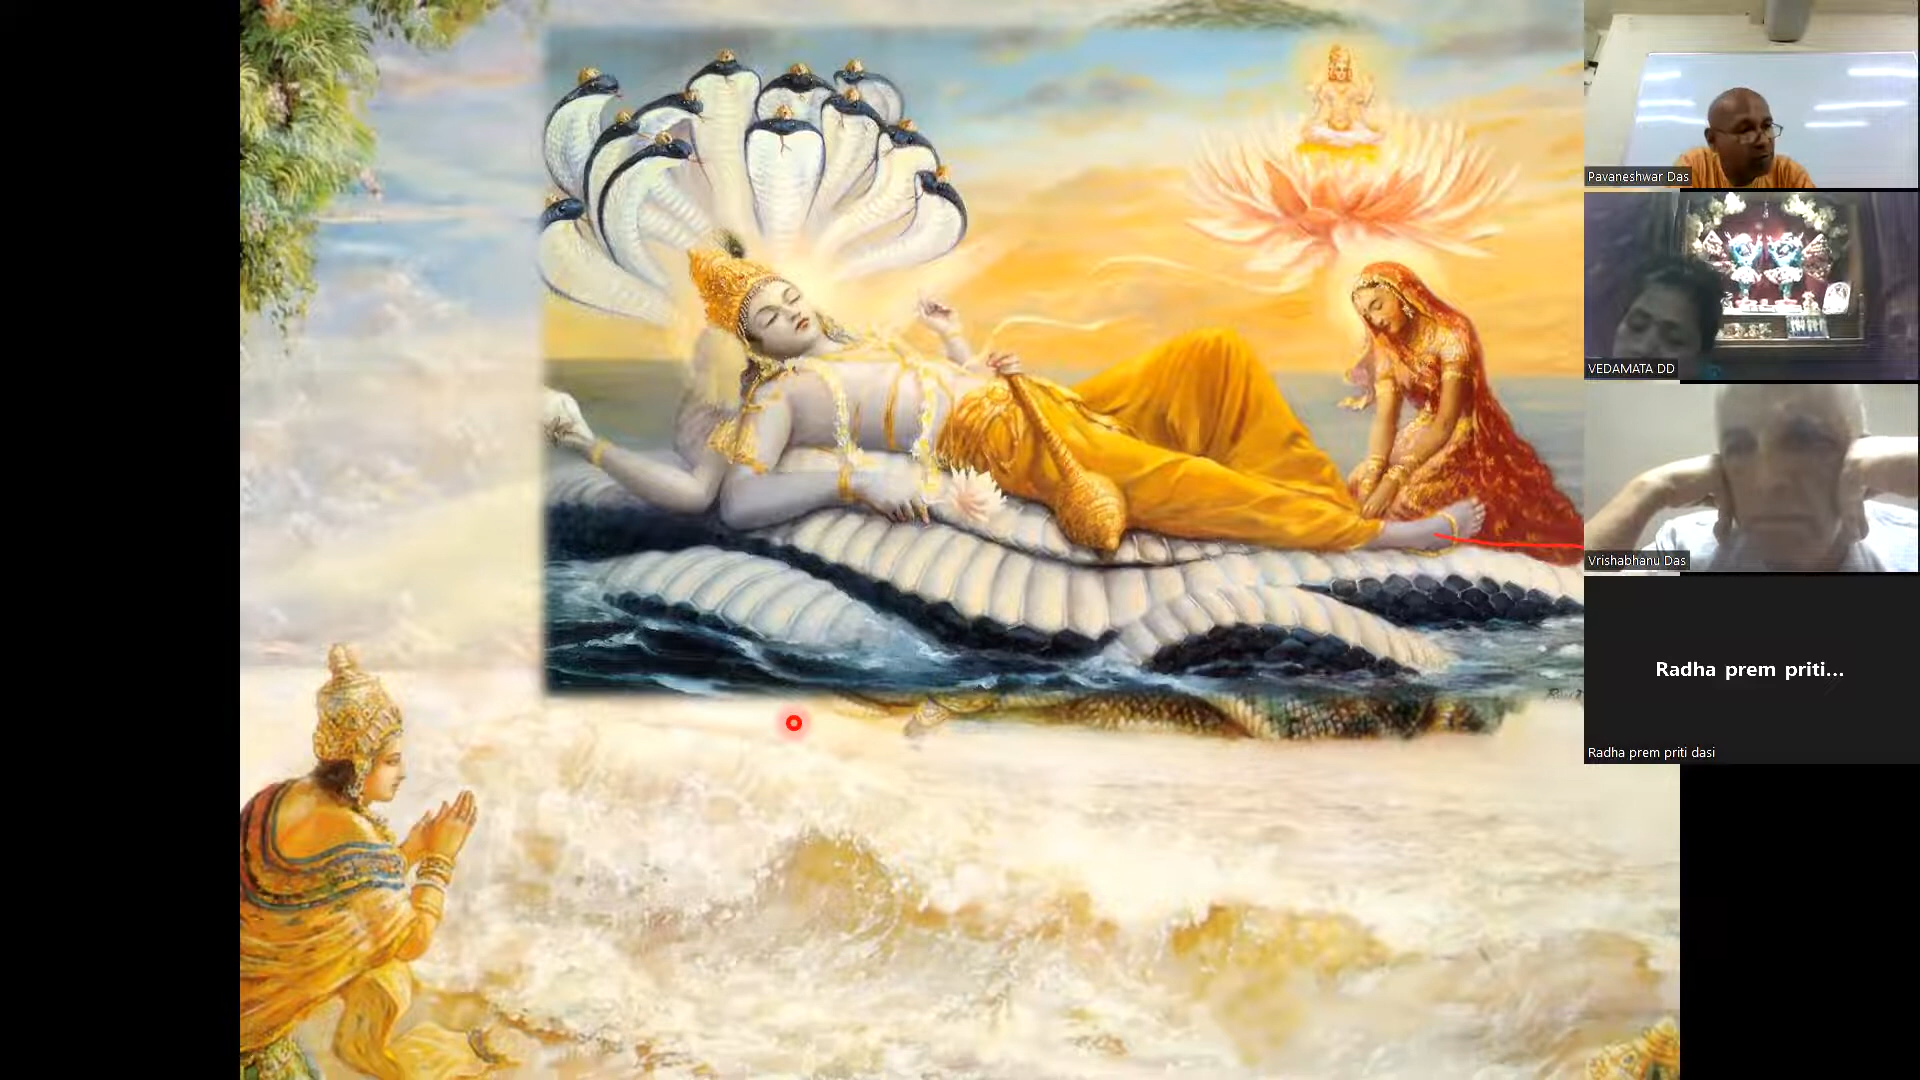 Pavaneshwar Das
VEDAMATA DD
Vrishabhanu Das
Radha prem priti...
Radha prem priti dasi